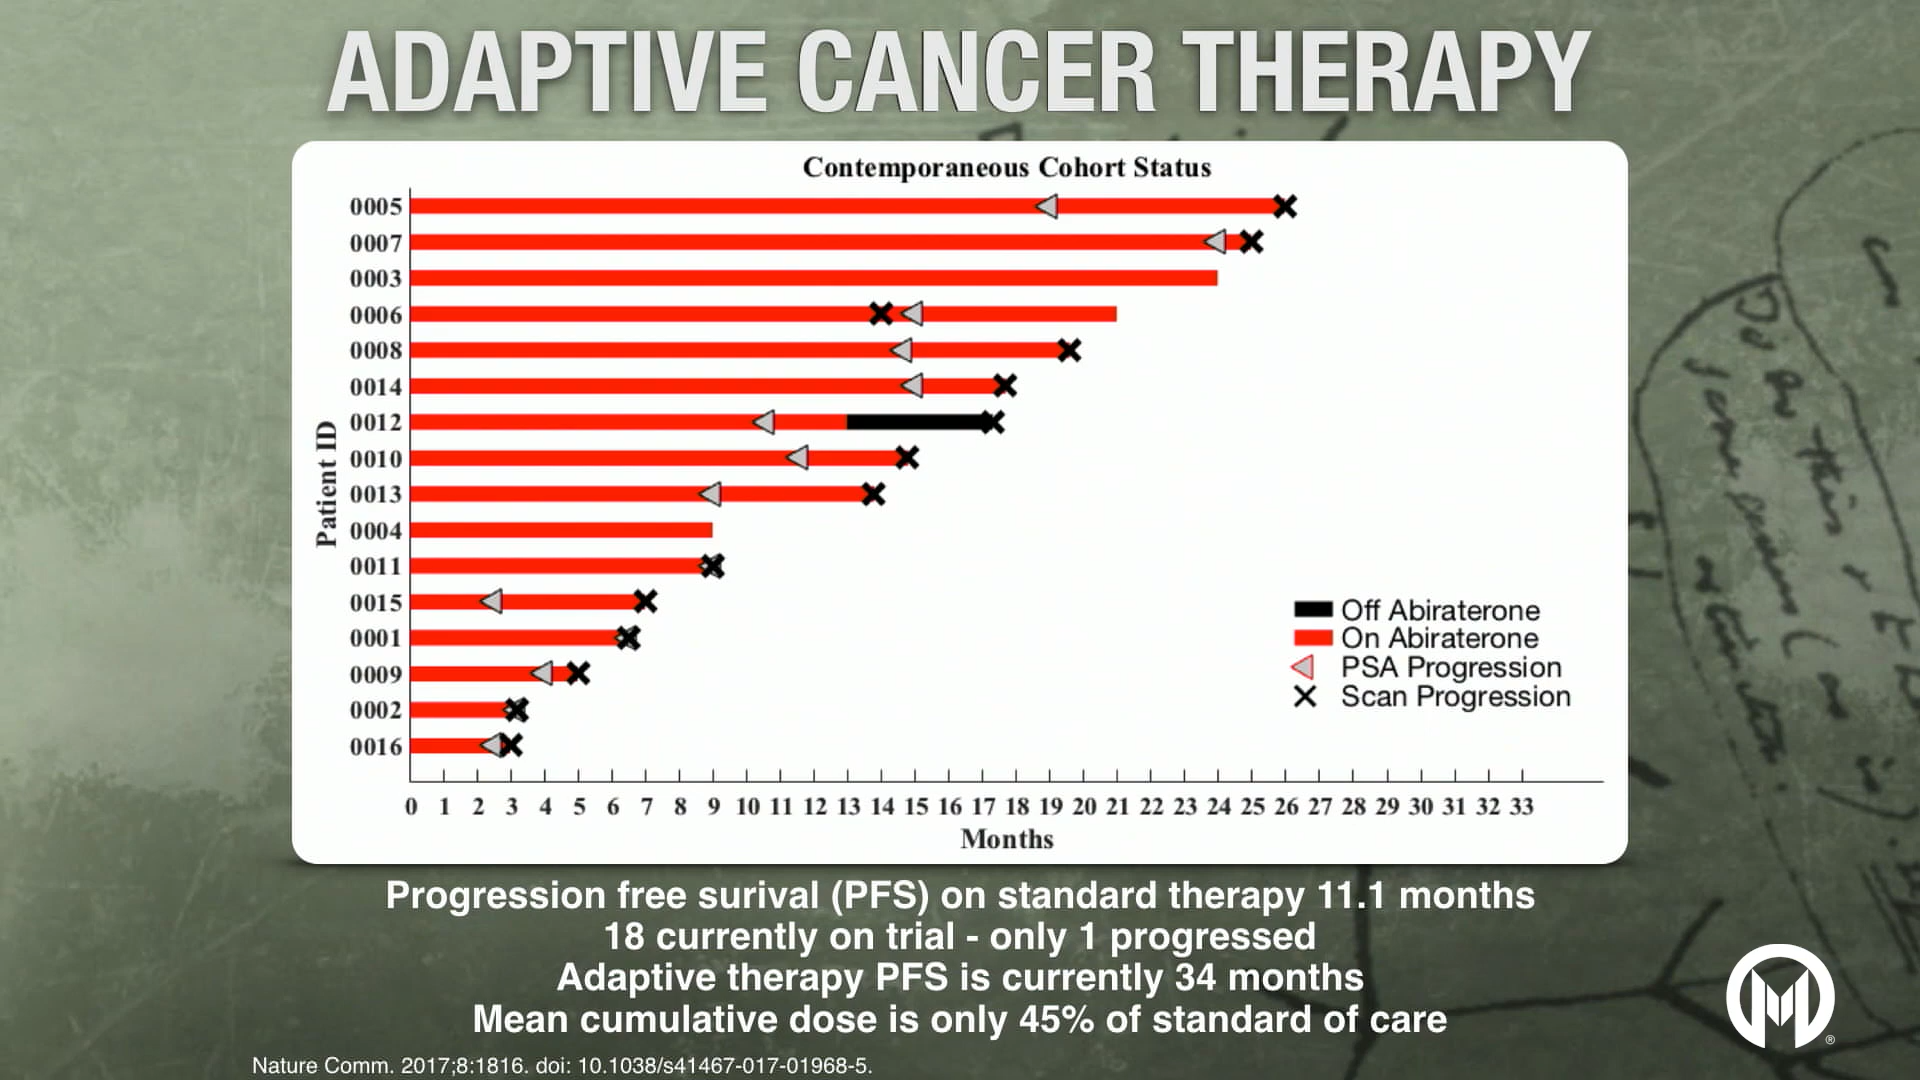 ADAPTIVE CANCER THERAPY
Contemporaneous Cohort Status
Patient ID
0005
0007
0003
0006
0008
0014
0012
0010
0013
0004
0011
0015
0001
0009
0002
0016
Off Abiraterone
On Abiraterone
PSA Progression
Scan Progression
0 1 2 3 4 5 6 7 8 9 10 11 12 13 14 15 16 17 18 19 20 21 22 23 24 25 26 27 28 29 30 31 32 33
Months
Progression free surival (PFS) on standard therapy 11.1 months
18 currently on trial - only 1 progressed
Adaptive therapy PFS is currently 34 months
Mean cumulative dose is only 45% of standard of care
Nature Comm. 2017;8:1816. doi: 10.1038/s41467-017-01968-5.
Do
this